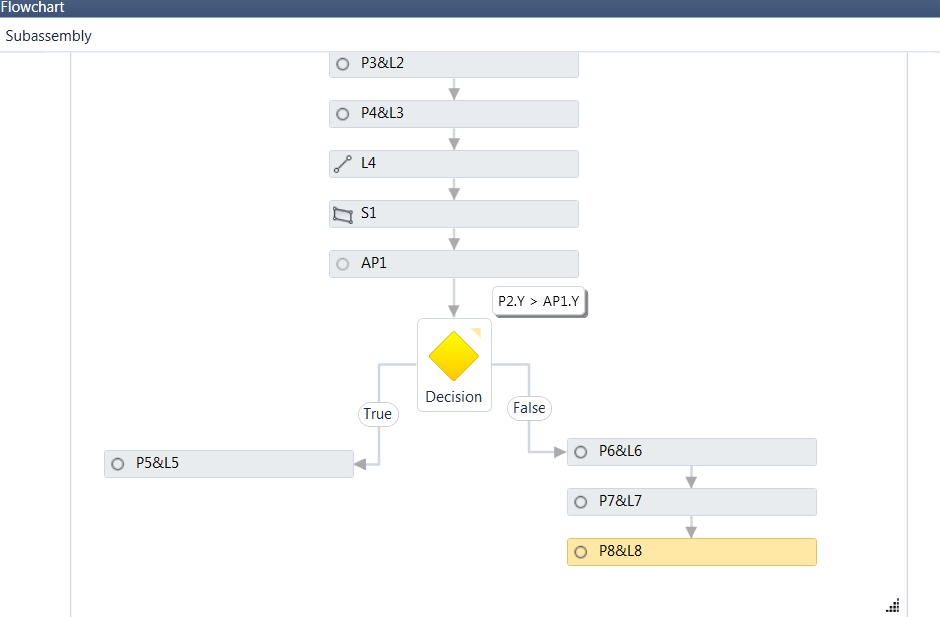 Flowchart
Subassembly
P3&L2
P4&L3
L4
S1
AP1
P2.Y > AP1.Y
Decision
True
False
P5&L5
P6&L6
P7&L7
P8&L8